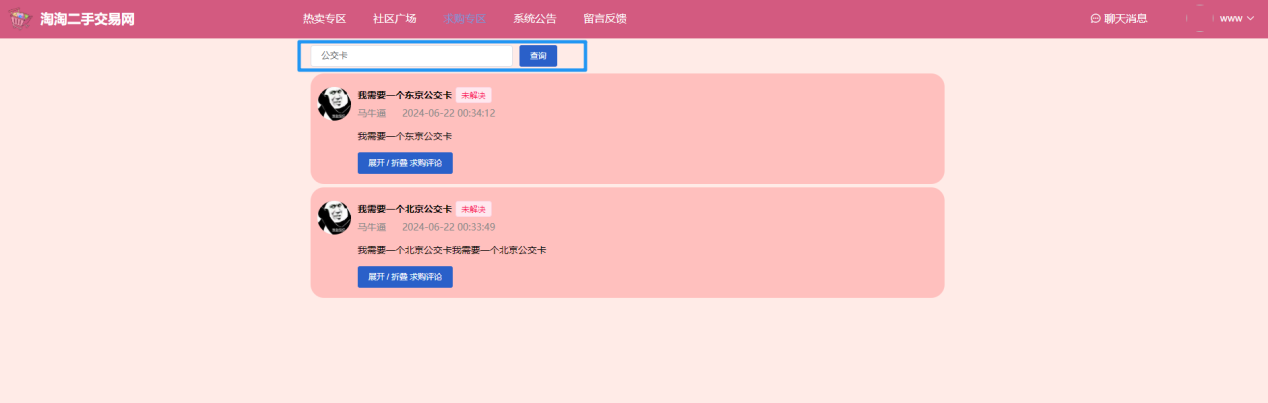 淘淘二手交易网 热卖专区 社区广场 求购专区 系统公告 留言反馈 聊天消息 www
公交卡 查询
我需要一个东京公交卡 未解决
马牛逼 2024-06-22 00:34:12
我需要一个东京公交卡
展开 / 折叠 求购评论
我需要一个北京公交卡 未解决
马牛逼 2024-06-22 00:33:49
我需要一个北京公交卡我需要一个北京公交卡
展开 / 折叠 求购评论